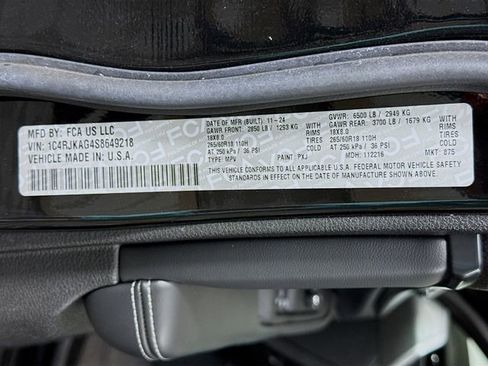 MFD BY: FCA US LLC
VIN: 1C4RJKAG4S8649218
VEHICLE MADE IN: U.S.A.
DATE OF MFR (BUILT): 11-24
GAWR FRONT: 2850 LB / 1293 KG WITH
18X8.0 RIMS
265/60R18 110H TIRES
AT 250 kPa / 36 PSI COLD
TYPE: MPV
PAINT: PXJ
GVWR: 6500 LB / 2949 KG
GAWR REAR: 3700 LB / 1679 KG WITH
18X8.0 RIMS
265/60R18 110H TIRES
AT 250 kPa / 36 PSI COLD
MDH: 112216 MKT: 875
THIS VEHICLE CONFORMS TO ALL APPLICABLE U.S.A. FEDERAL MOTOR VEHICLE
SAFETY STANDARDS IN EFFECT ON THE DATE OF MANUFACTURE SHOWN ABOVE.